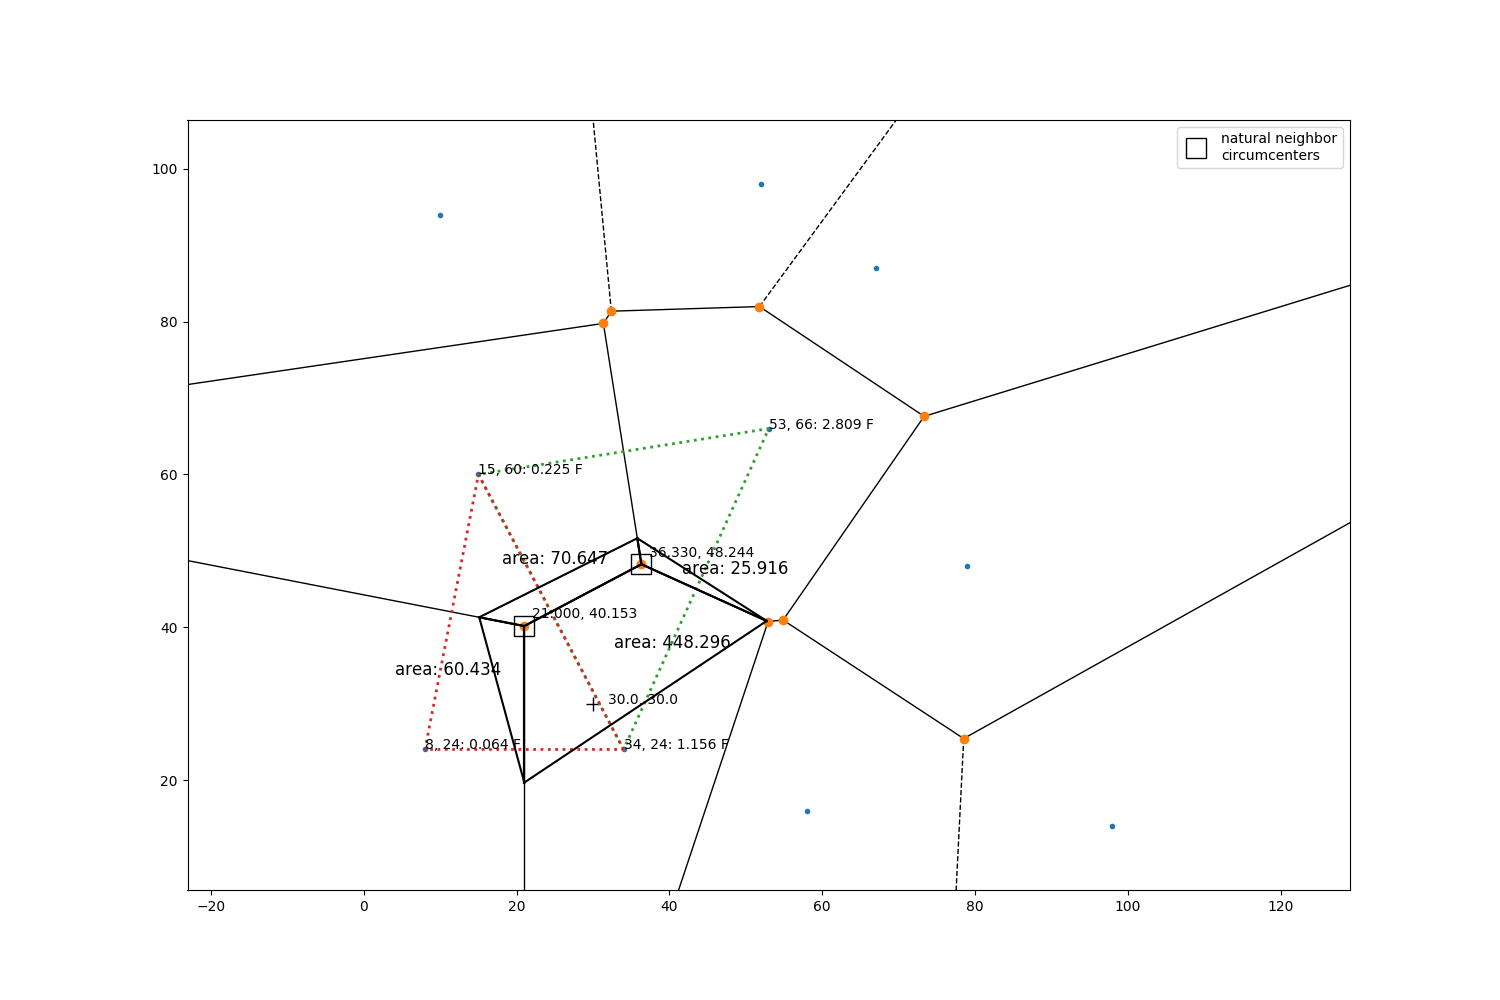 natural neighbor
circumcenters
100
80
60
40
20
53, 66: 2.809 F
15, 60: 0.225 F
36.330, 48.244
area: 70.647
area: 25.916
21.000, 40.153
area: 448.296
area: 60.434
30.0, 30.0
8, 24: 0.064 F
34, 24: 1.156 F
−20
0
20
40
60
80
100
120